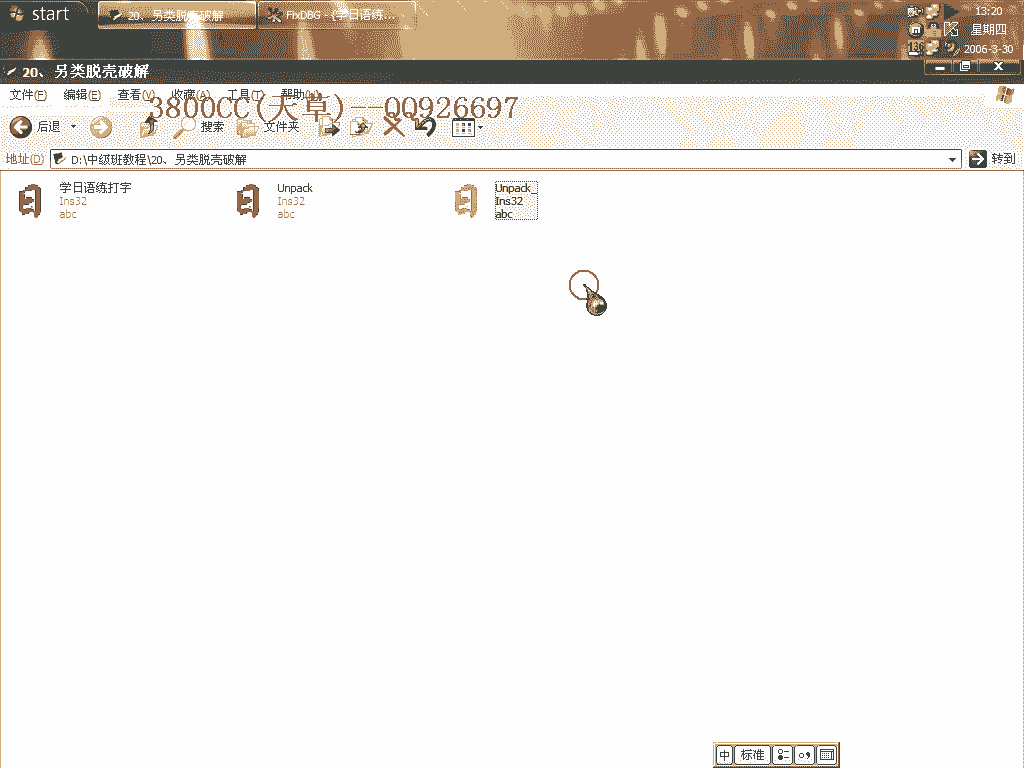 start
20、另类脱壳破解
FlyDBG - {学日语练...
13:20
星期四
136
2006-3-30
20、另类脱壳破解
文件(F) 编辑(E) 查看(V) 收藏(A) 工具(T) 帮助(H)
3800CC(天草)--QQ926697
后退 搜索 文件夹
地址(D) D:\中级班教程\20、另类脱壳破解 转到
学日语练打字
Ins32
abc
Unpack
Ins32
abc
Unpack_
Ins32
abc
中 标准